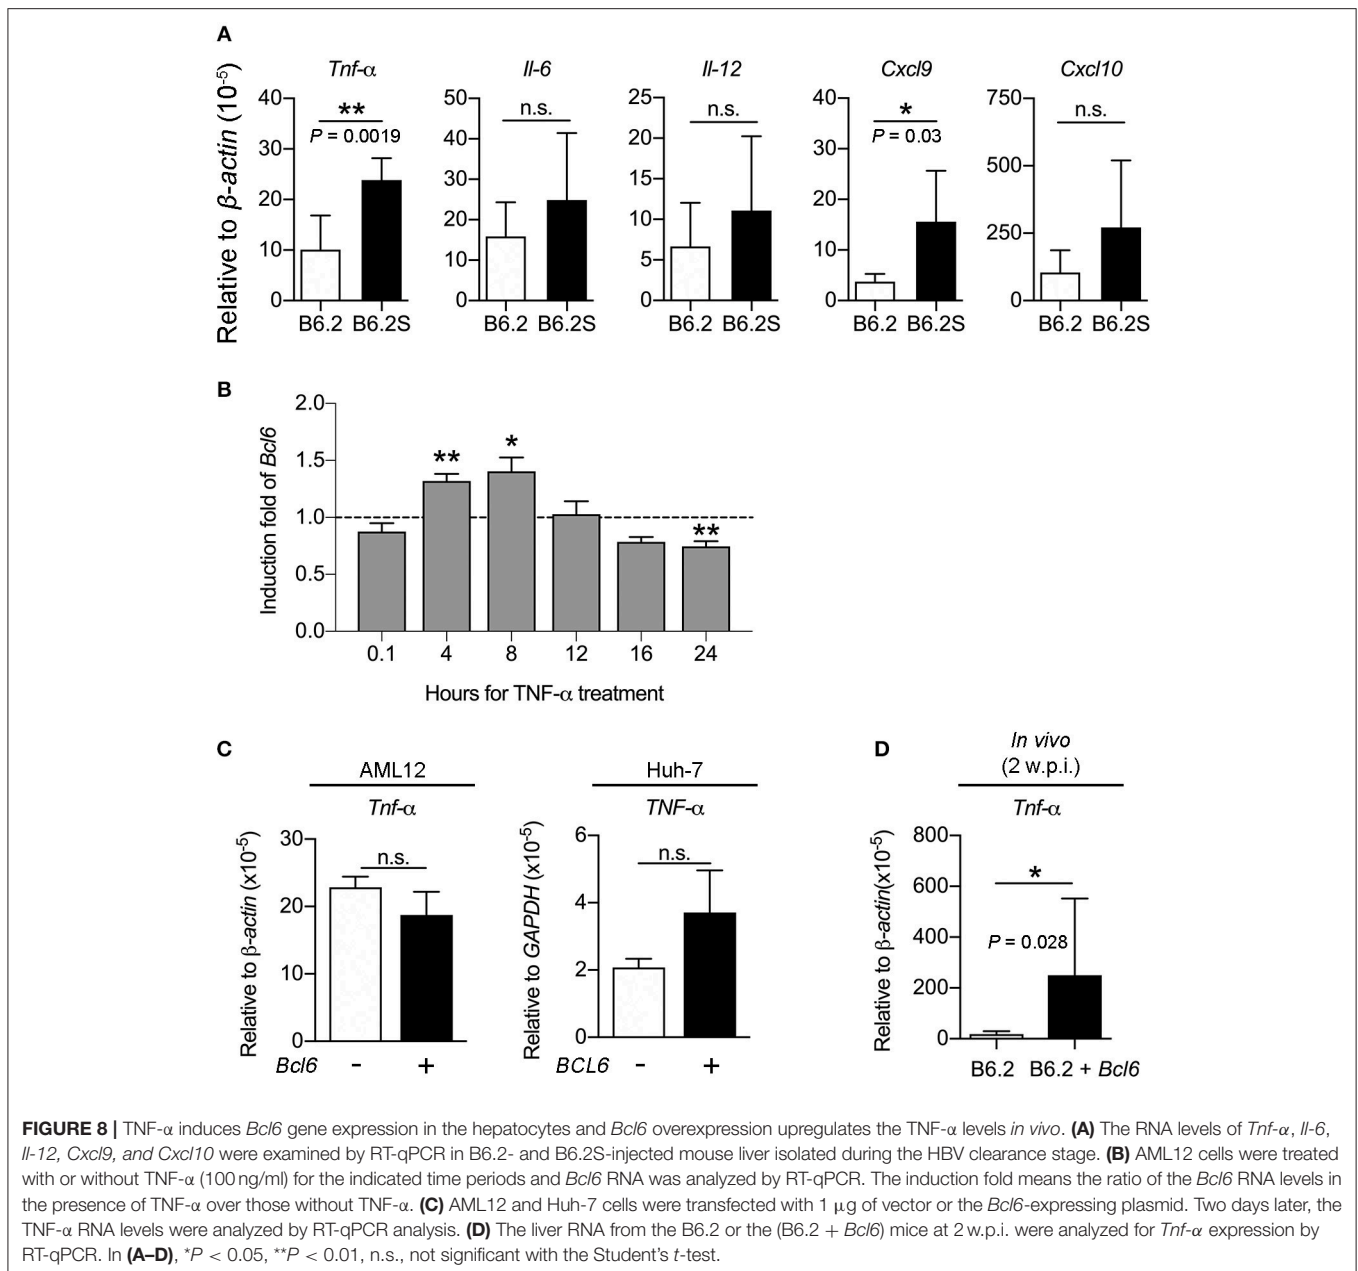 A
Tnf-α Il-6 Il-12 Cxcl9 Cxcl10
Relative to β-actin (10-5)
40 30 20 10 0
** P = 0.0019
B6.2 B6.2S
50 40 30 20 10 0
n.s.
B6.2 B6.2S
25 20 15 10 5 0
n.s.
B6.2 B6.2S
40 30 20 10 0
* P = 0.03
B6.2 B6.2S
750 500 250 0
n.s.
B6.2 B6.2S
B
Induction fold of Bcl6
2.0 1.5 1.0 0.5 0.0
** * **
0.1 4 8 12 16 24
Hours for TNF-α treatment
C
AML12
Tnf-α
Relative to β-actin (x10-5)
30 20 10 0
n.s.
Bcl6 - +
Huh-7
TNF-α
Relative to GAPDH (x10-5)
6 4 2 0
n.s.
BCL6 - +
D
In vivo
(2 w.p.i.)
Tnf-α
Relative to β-actin(x10-5)
800 600 400 200 0
*
P = 0.028
B6.2 B6.2 + Bcl6
FIGURE 8 | TNF-α induces Bcl6 gene expression in the hepatocytes and Bcl6 overexpression upregulates the TNF-α levels in vivo. (A) The RNA levels of Tnf-α, Il-6,
Il-12, Cxcl9, and Cxcl10 were examined by RT-qPCR in B6.2- and B6.2S-injected mouse liver isolated during the HBV clearance stage. (B) AML12 cells were treated
with or without TNF-α (100 ng/ml) for the indicated time periods and Bcl6 RNA was analyzed by RT-qPCR. The induction fold means the ratio of the Bcl6 RNA levels in
the presence of TNF-α over those without TNF-α. (C) AML12 and Huh-7 cells were transfected with 1 μg of vector or the Bcl6-expressing plasmid. Two days later, the
TNF-α RNA levels were analyzed by RT-qPCR analysis. (D) The liver RNA from the B6.2 or the (B6.2 + Bcl6) mice at 2 w.p.i. were analyzed for Tnf-α expression by
RT-qPCR. In (A–D), *P < 0.05, **P < 0.01, n.s., not significant with the Student's t-test.